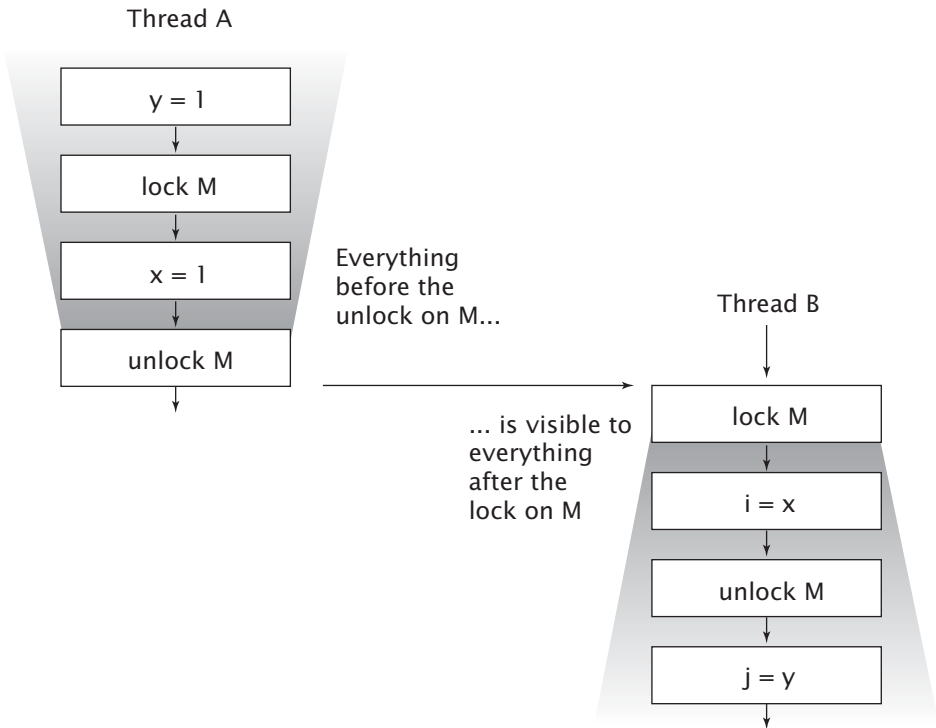 Thread A
y = 1
lock M
x = 1
unlock M
Everything
before the
unlock on M...
Thread B
... is visible to
everything
after the
lock on M
lock M
i = x
unlock M
j = y